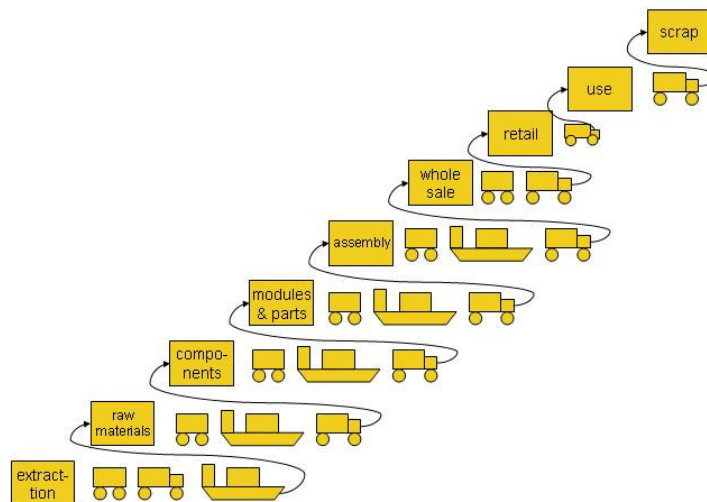 scrap
use
retail
whole
sale
assembly
modules
& parts
compo-
nents
raw
materials
extract-
tion